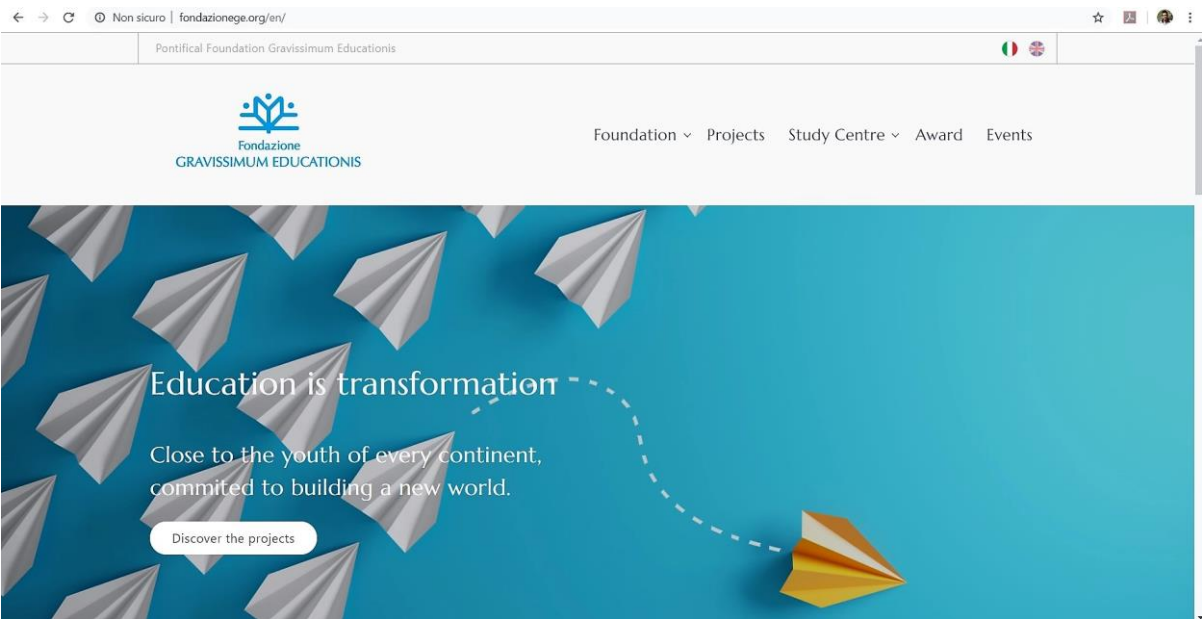 Non sicuro | fondazionege.org/en/
Pontifical Foundation Gravissimum Educationis
Fondazione
GRAVISSIMUM EDUCATIONIS
Foundation Projects Study Centre Award Events
Education is transformation
Close to the youth of every continent,
commited to building a new world.
Discover the projects